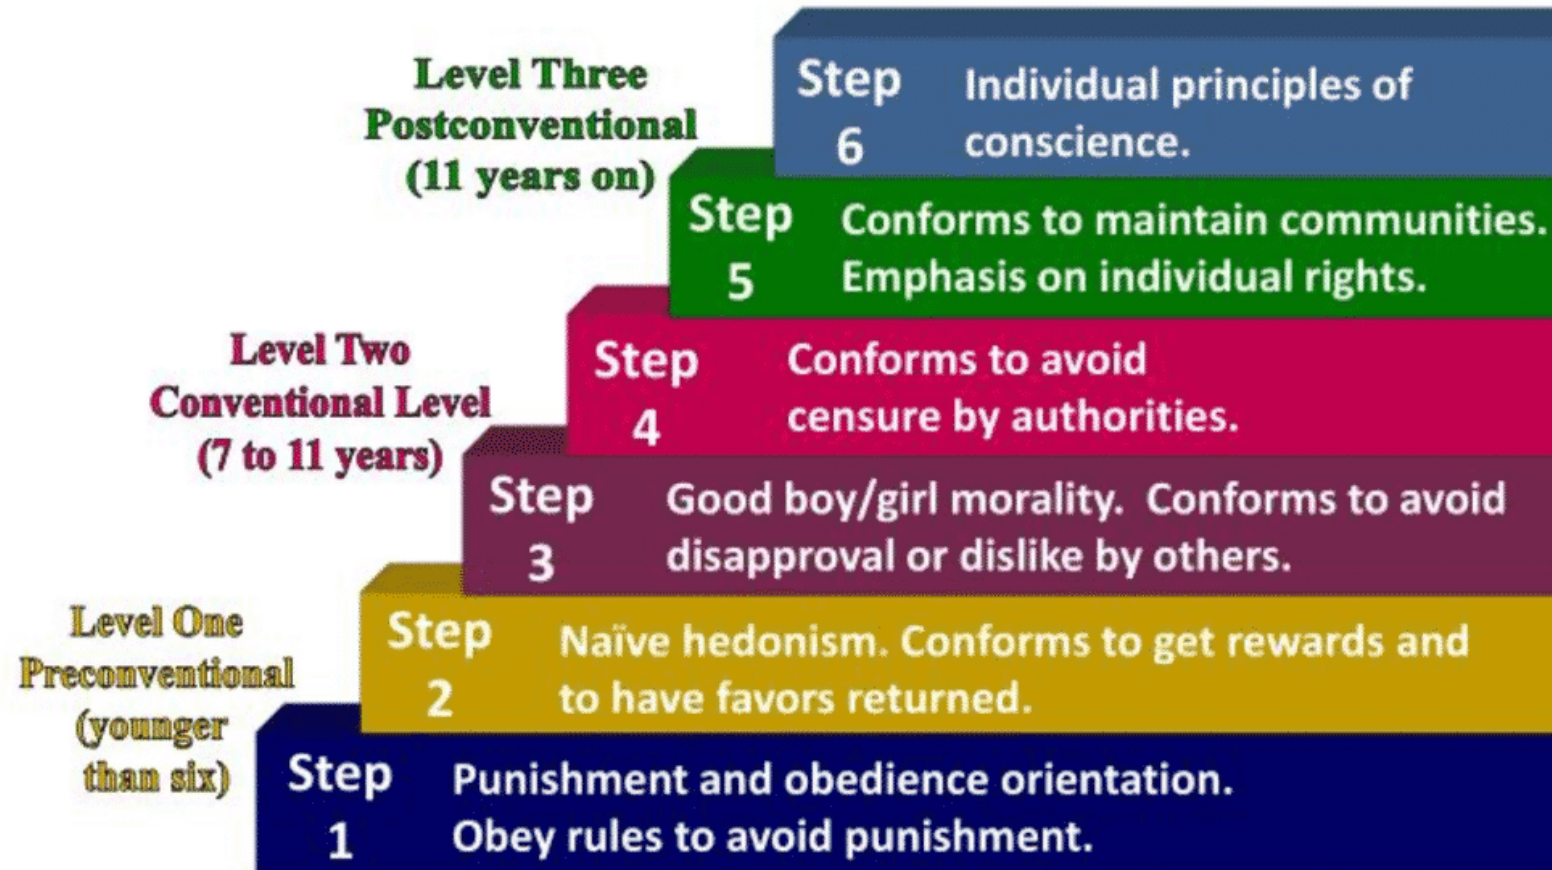 Level Three
Postconventional
(11 years on)
Step
6
Individual principles of
conscience.
Step
5
Conforms to maintain communities.
Emphasis on individual rights.
Level Two
Conventional Level
(7 to 11 years)
Step
4
Conforms to avoid
censure by authorities.
Step
3
Good boy/girl morality. Conforms to avoid
disapproval or dislike by others.
Level One
Preconventional
(younger
than six)
Step
2
Naïve hedonism. Conforms to get rewards and
to have favors returned.
Step
1
Punishment and obedience orientation.
Obey rules to avoid punishment.